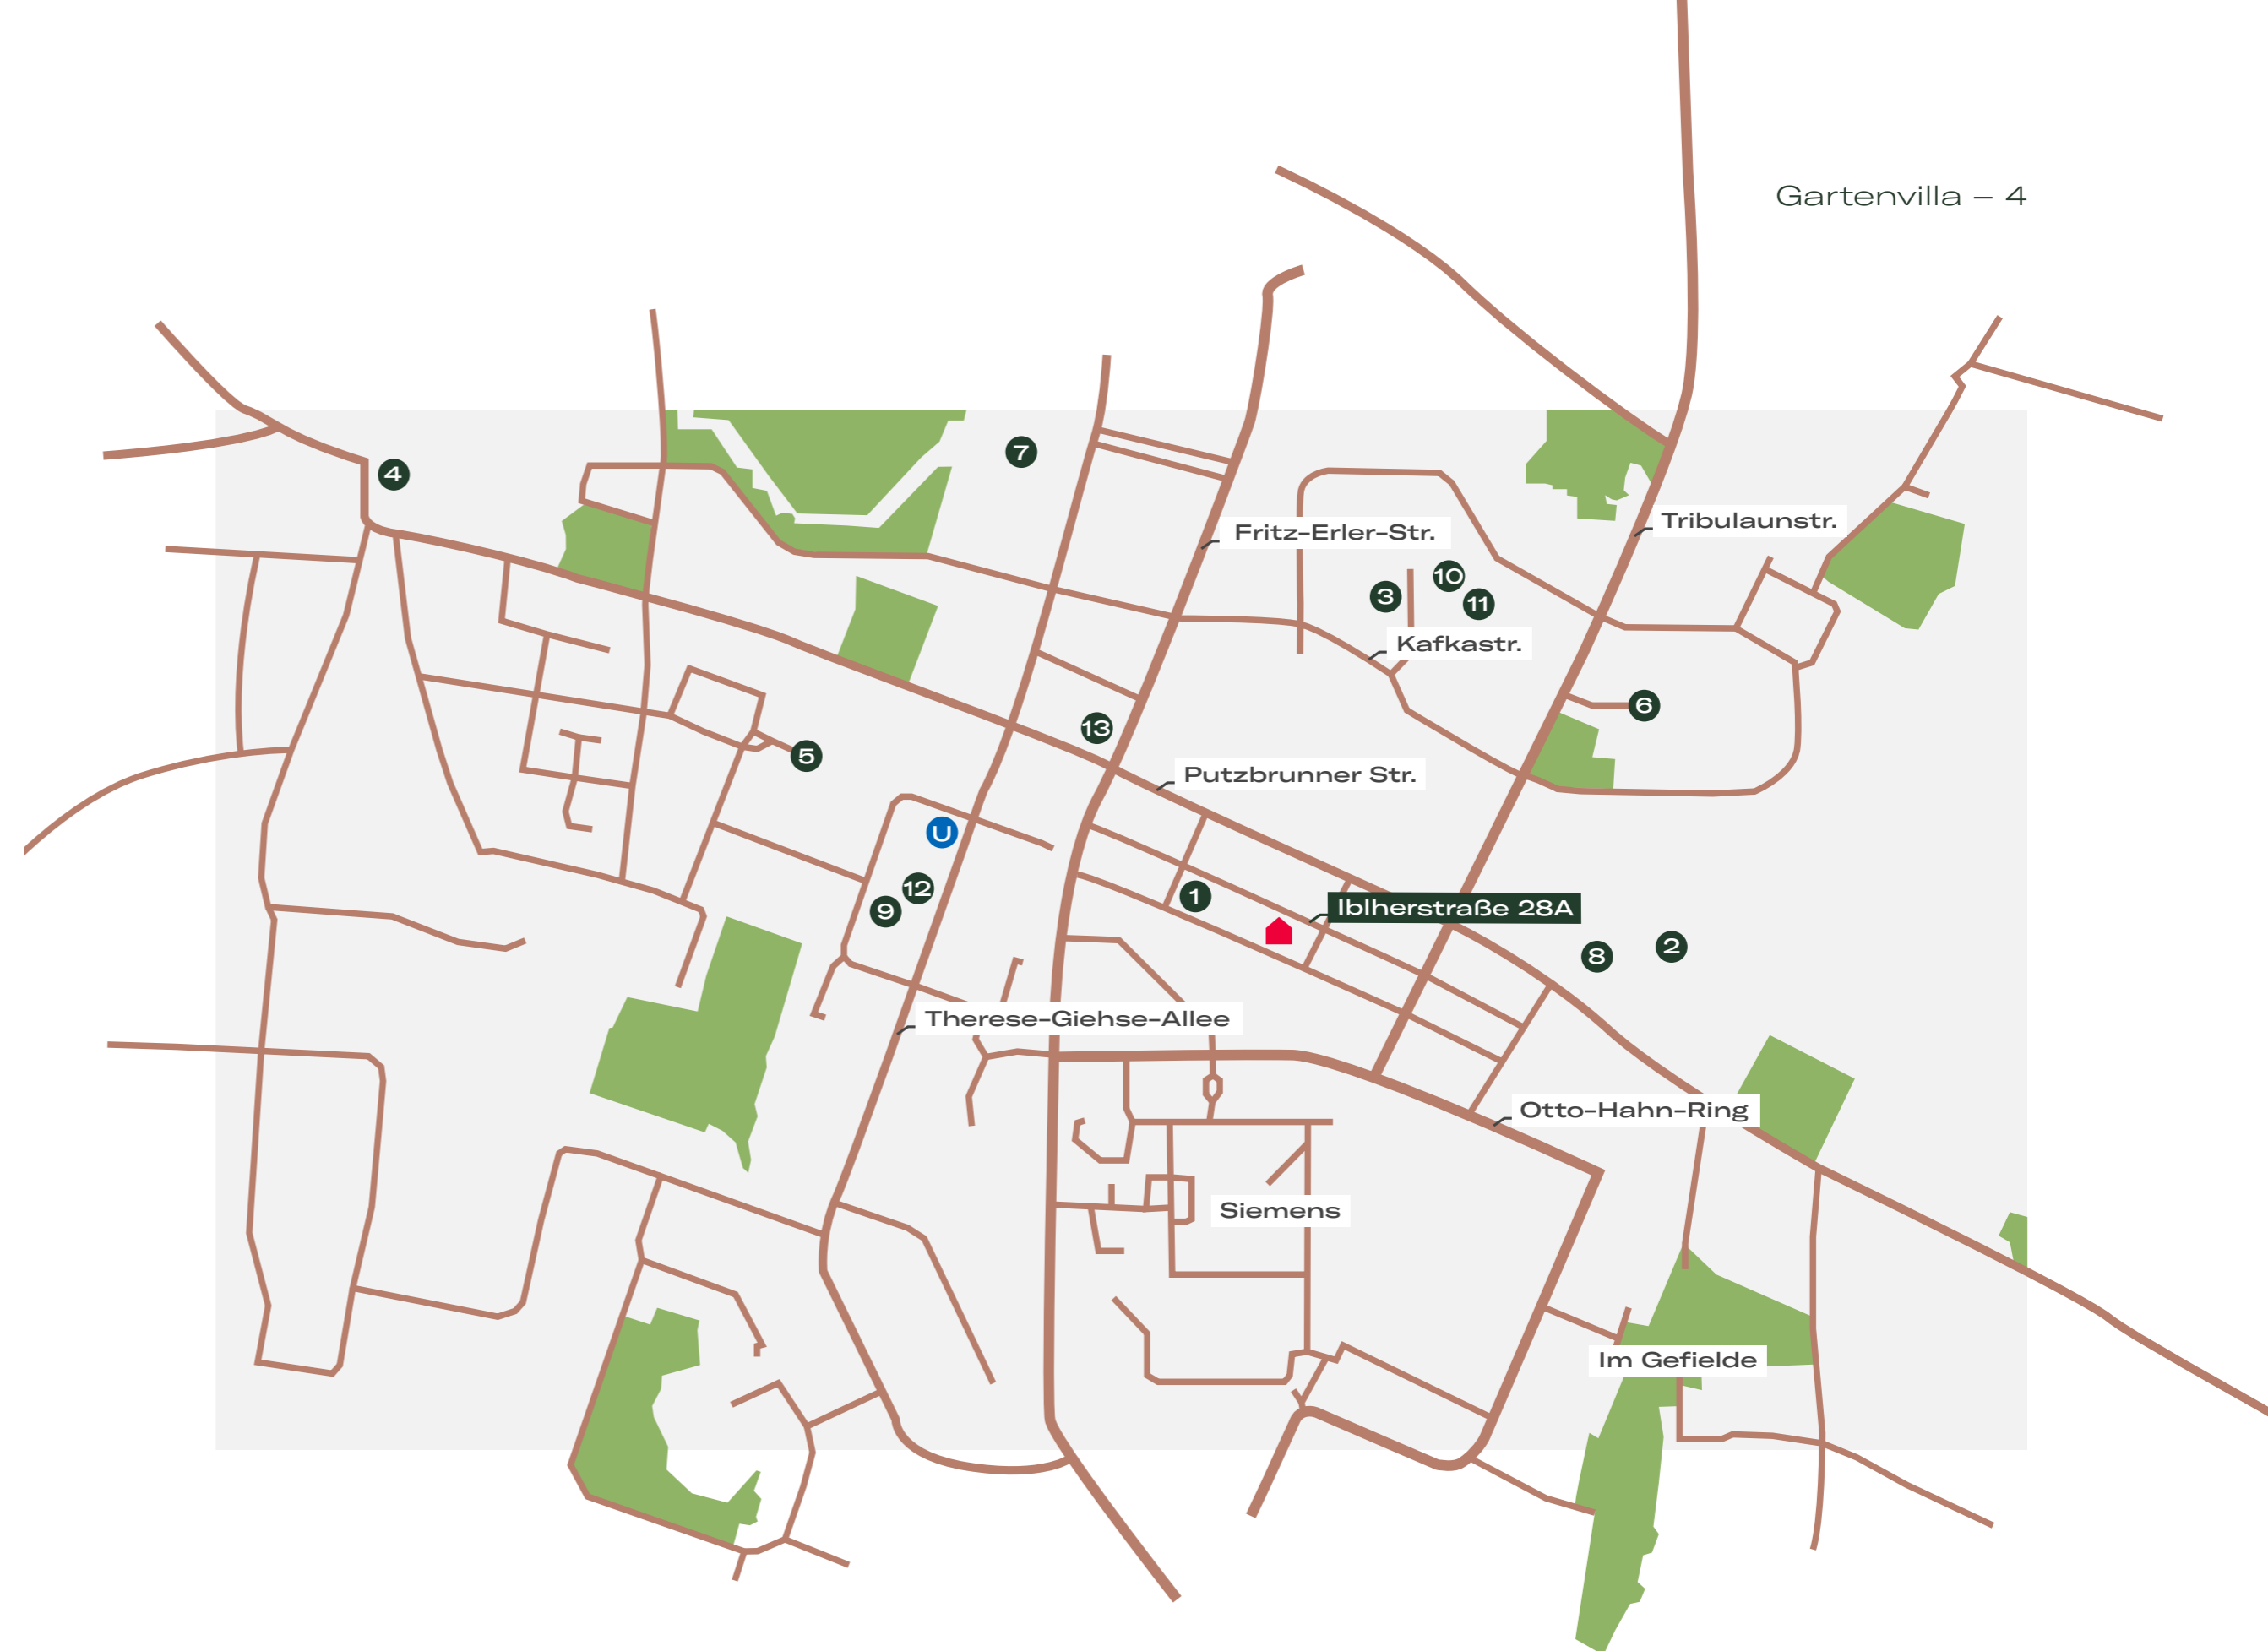 Gartenvilla – 4
7
4
Tribulaunstr.
Fritz-Erler-Str.
10
3
11
Kafkastr.
6
13
5
Putzbrunner Str.
U
12
1
9
Iblherstraße 28A
8
2
Therese-Giehse-Allee
Otto-Hahn-Ring
Siemens
Im Gefielde